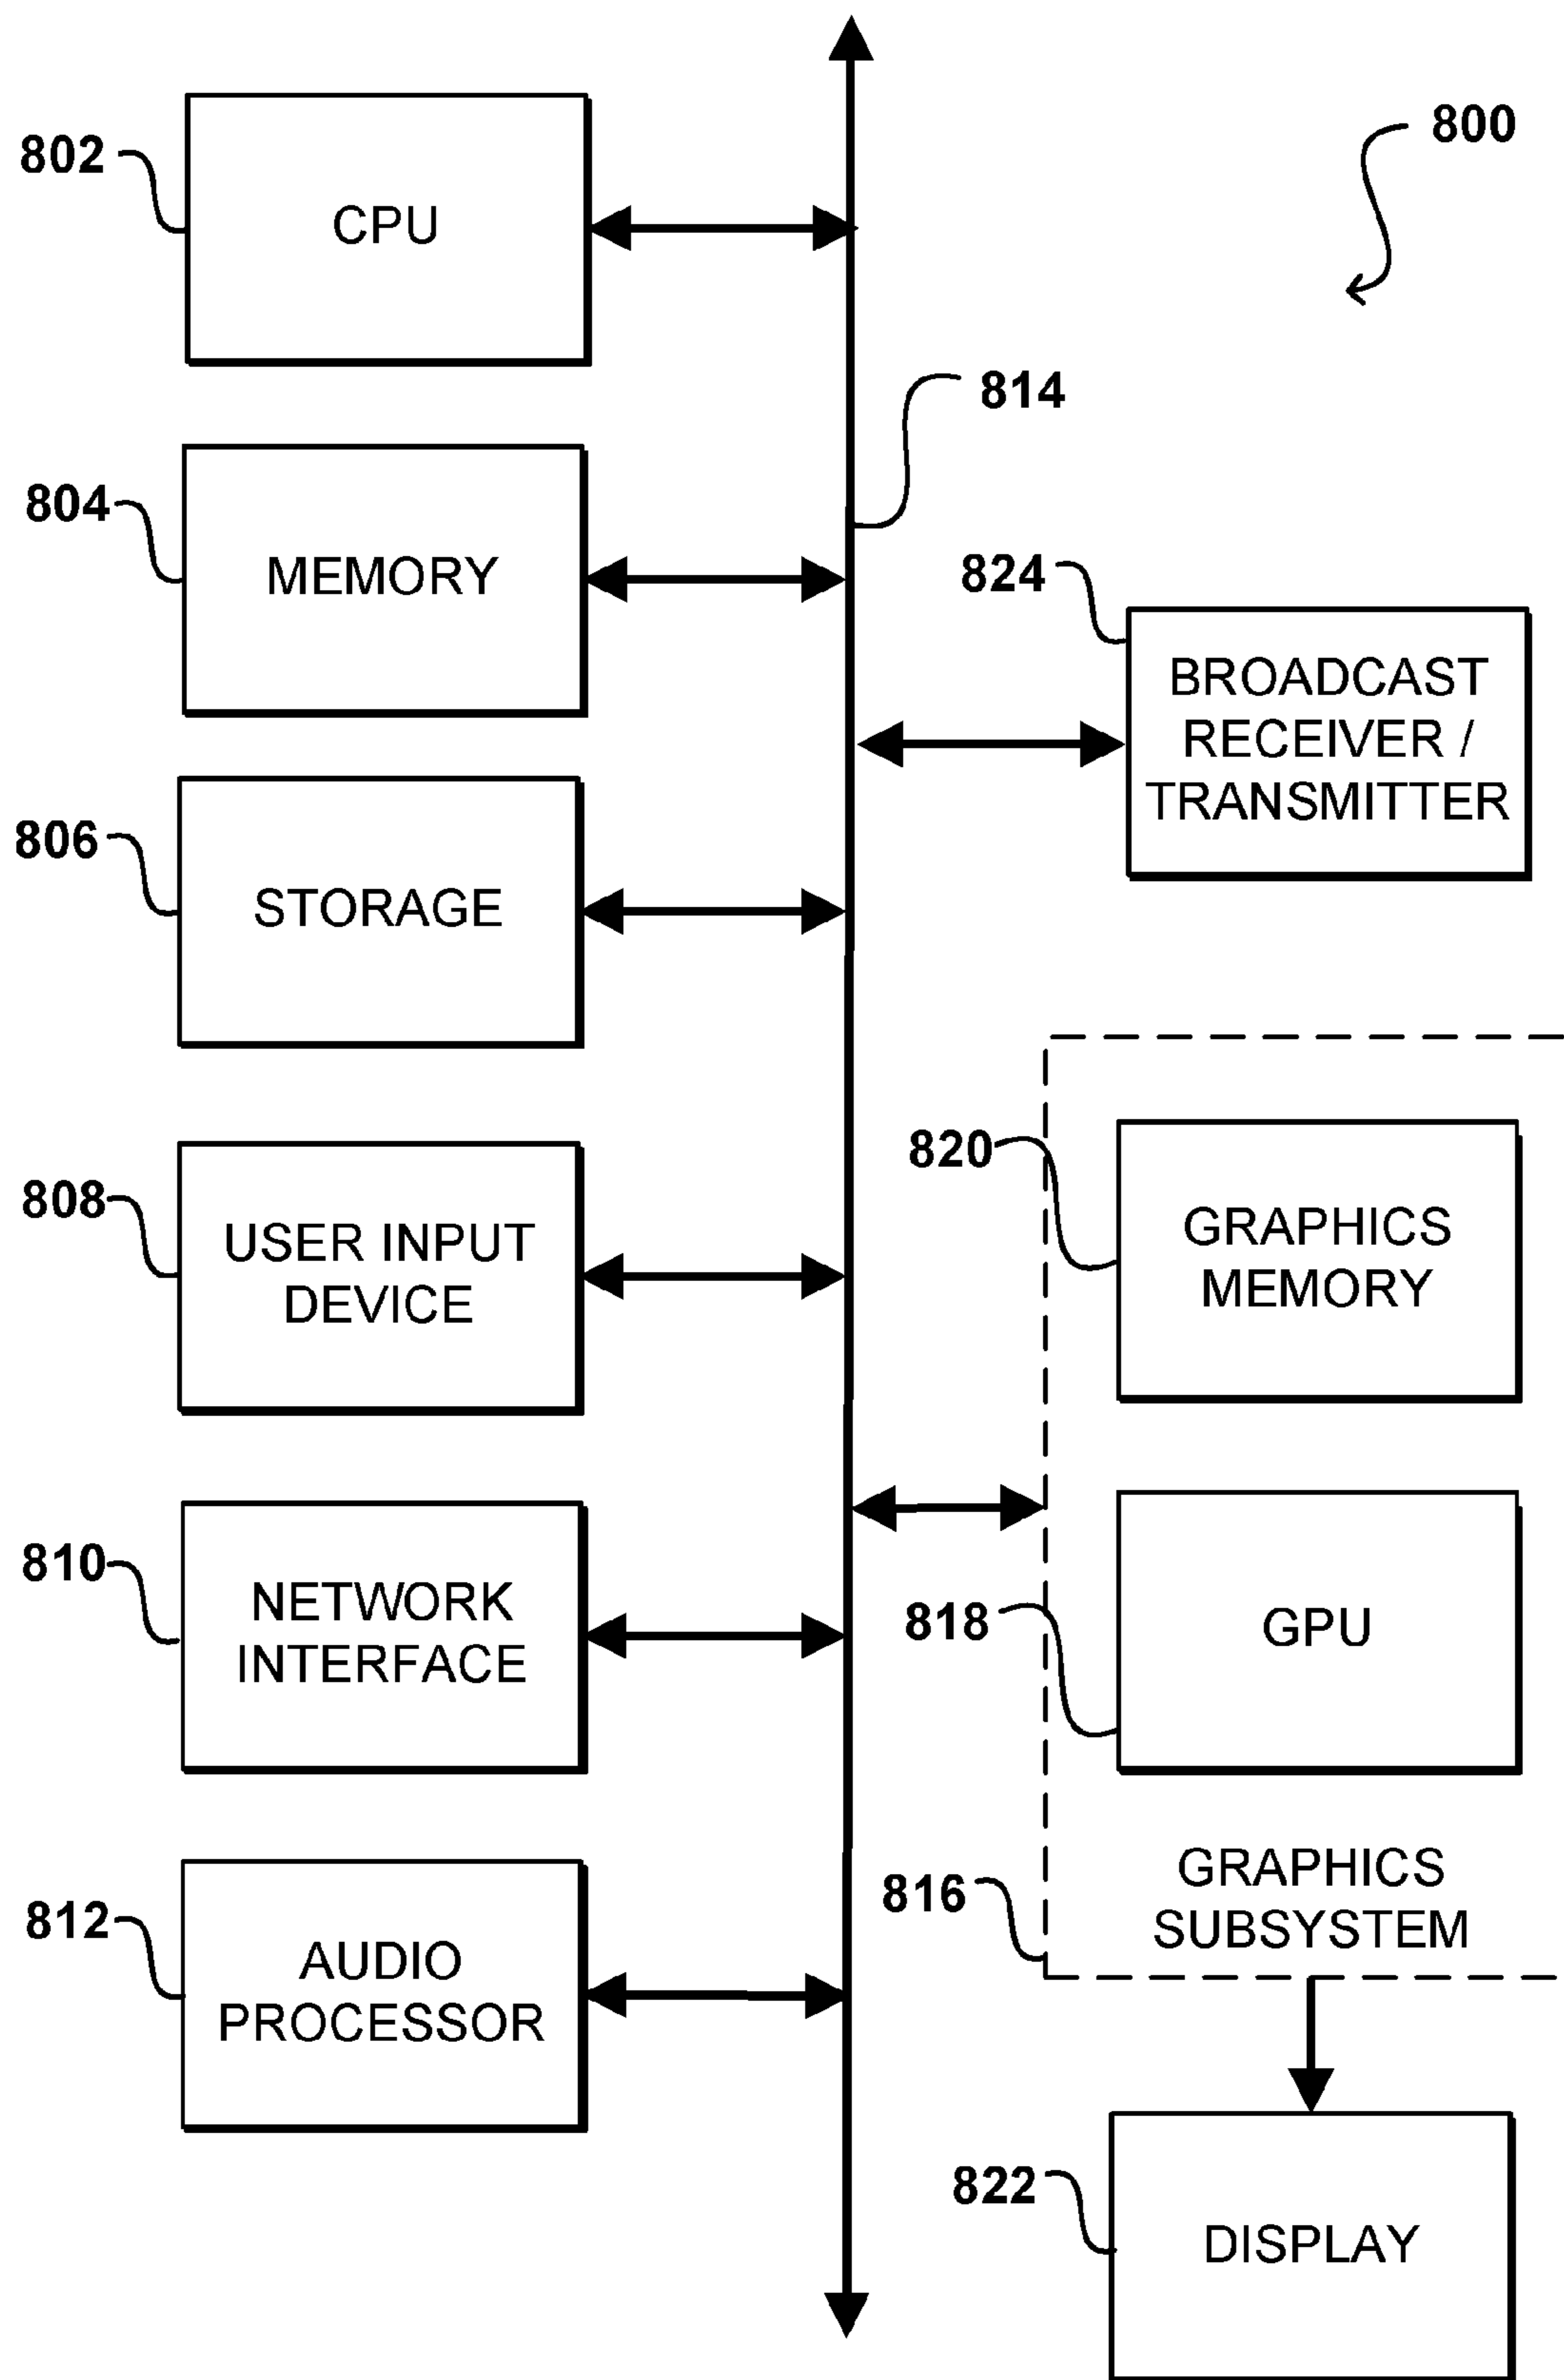 800
802
CPU
814
804
MEMORY
824
BROADCAST
RECEIVER /
TRANSMITTER
806
STORAGE
820
GRAPHICS
MEMORY
808
USER INPUT
DEVICE
810
NETWORK
INTERFACE
818
GPU
816
GRAPHICS
SUBSYSTEM
812
AUDIO
PROCESSOR
822
DISPLAY